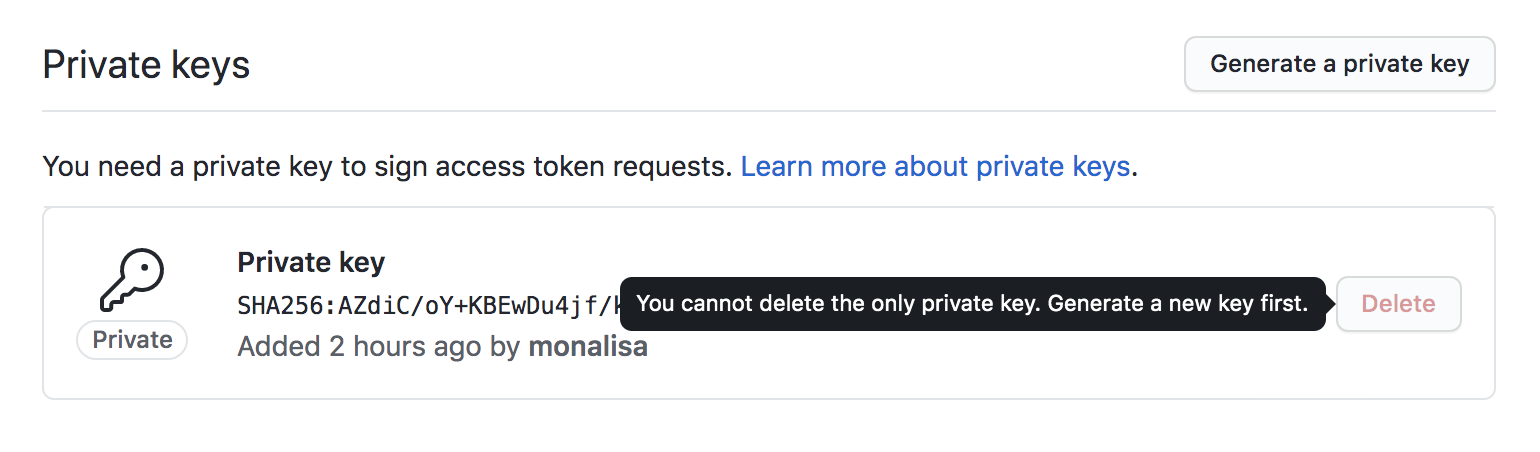 Private keys
Generate a private key
You need a private key to sign access token requests. Learn more about private keys.
Private key
SHA256:AZdiC/oY+KBEwDu4jf/
You cannot delete the only private key. Generate a new key first.
Delete
Private
Added 2 hours ago by monalisa